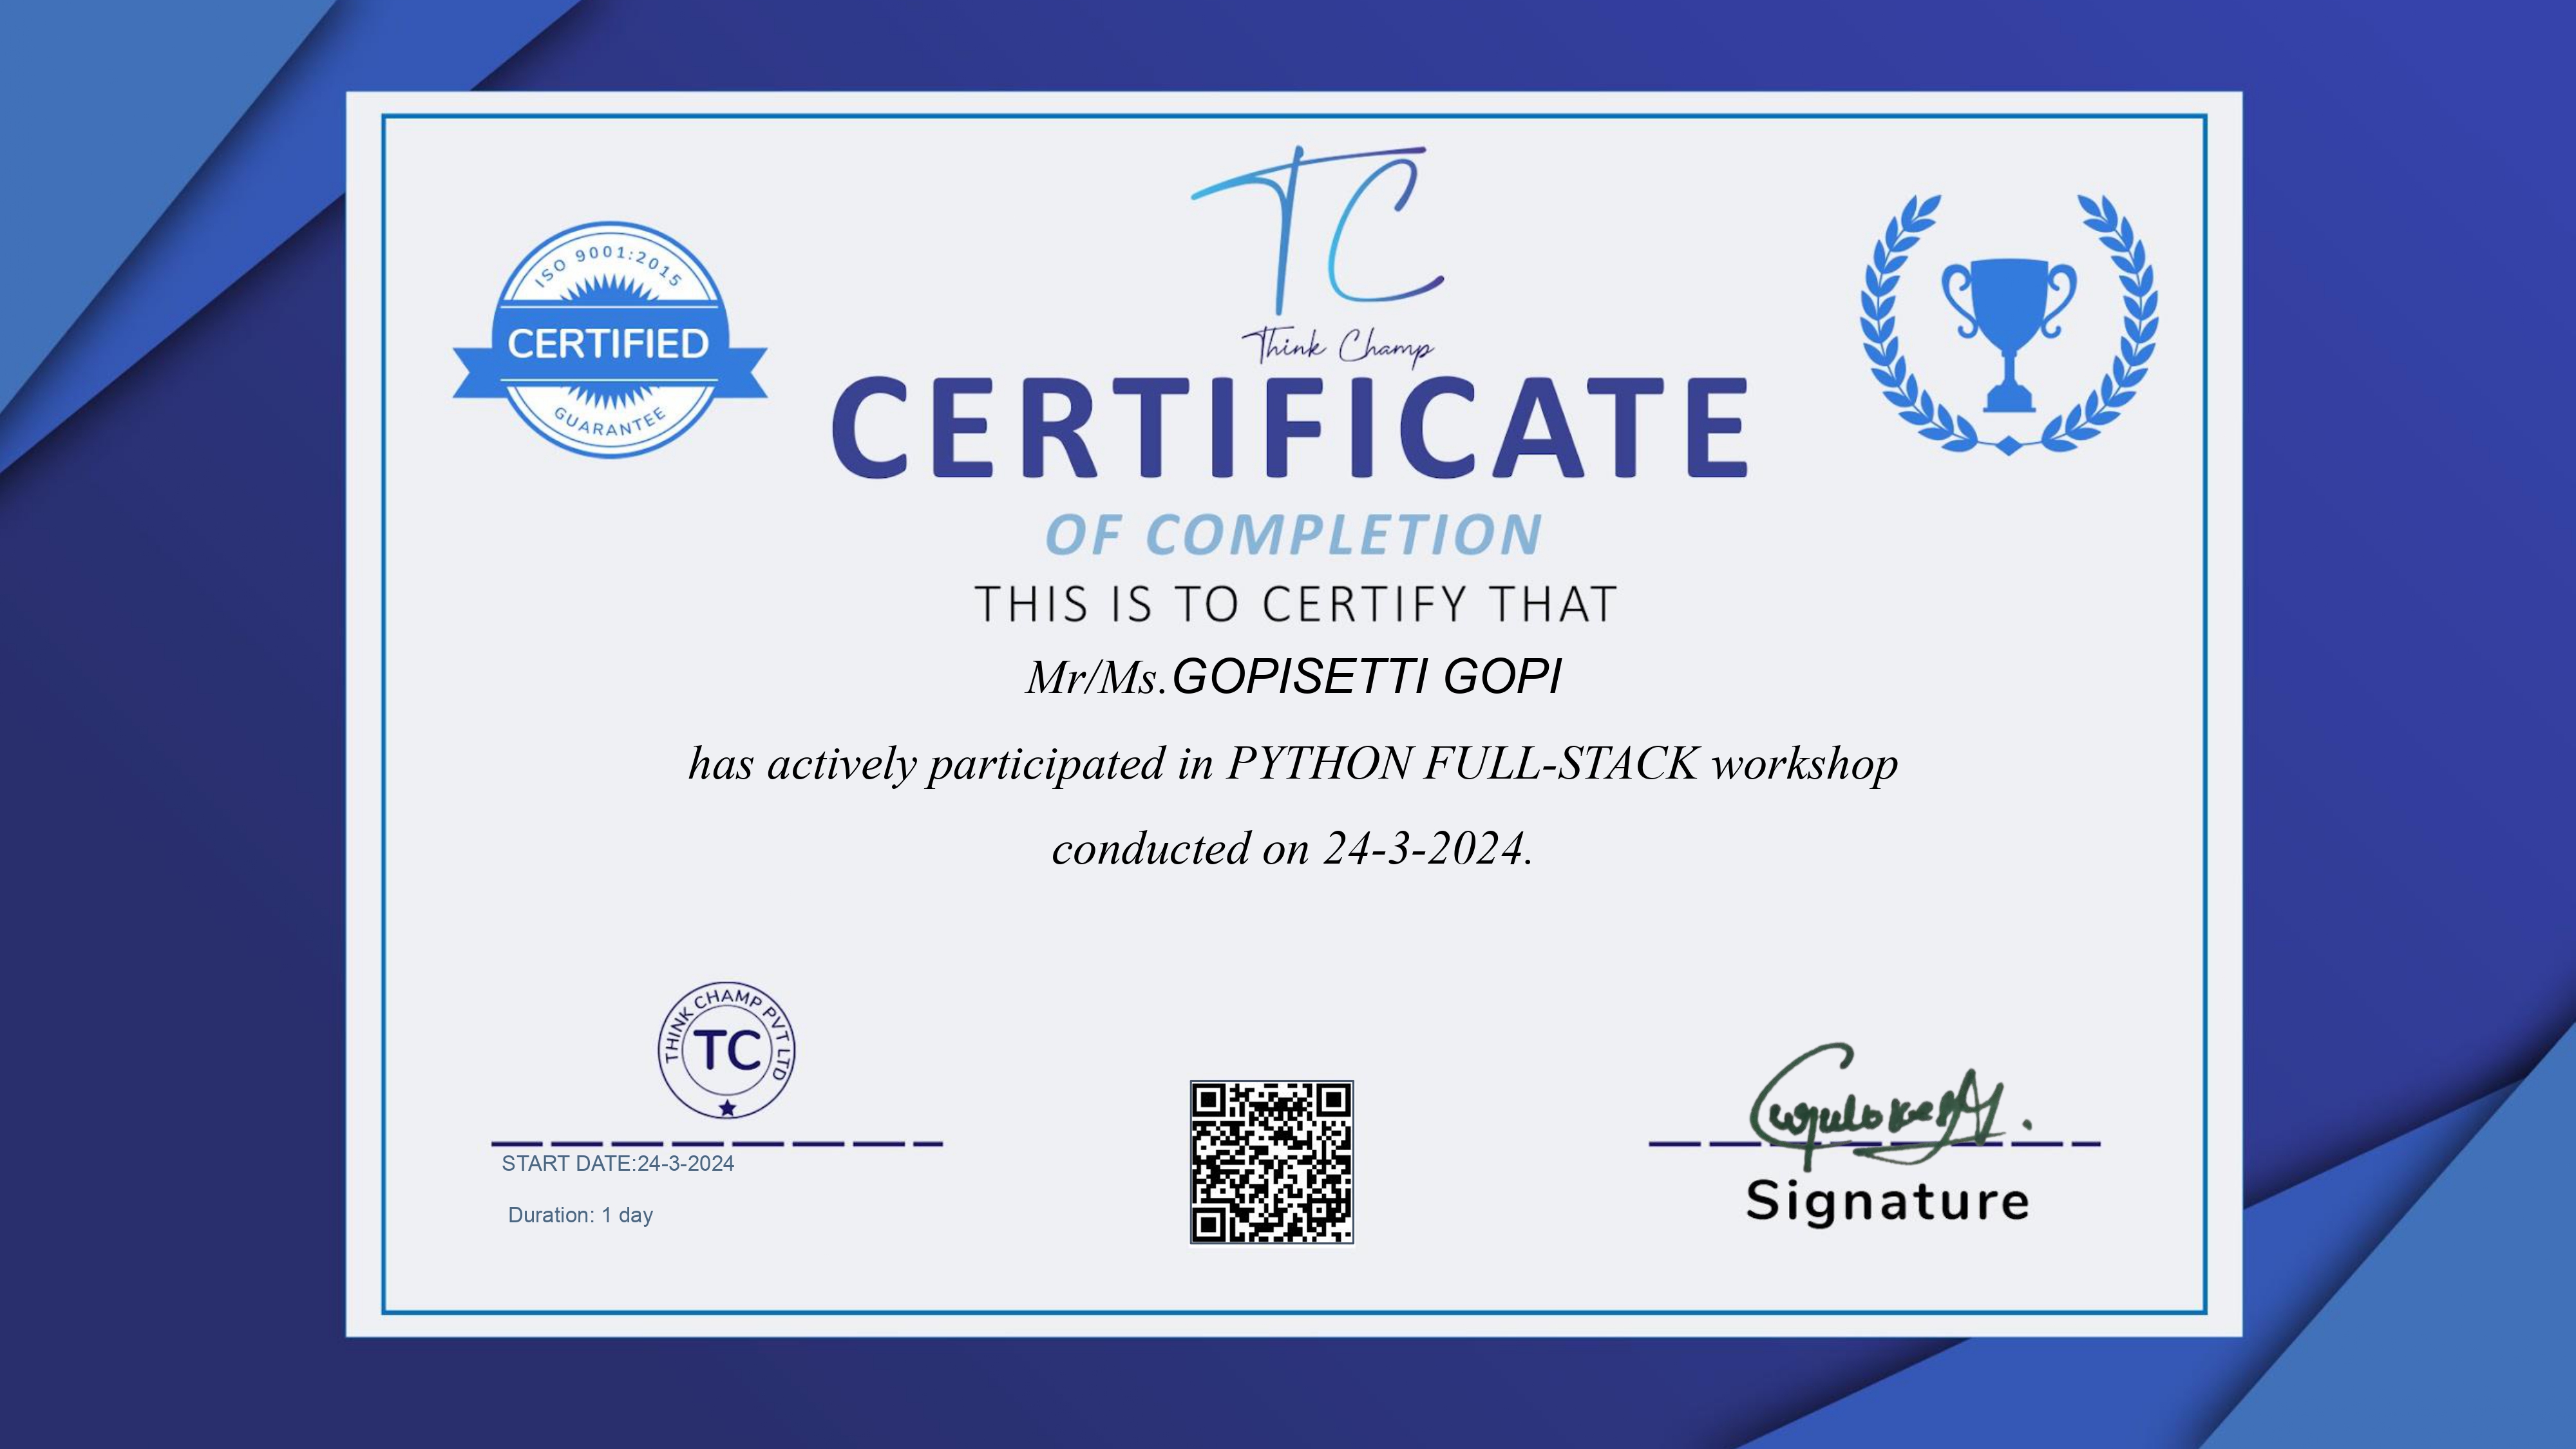 TC
Think Champ
ISO 9001:2015
CERTIFIED
GUARANTEE
CERTIFICATE
OF COMPLETION
THIS IS TO CERTIFY THAT
Mr/Ms.GOPISETTI GOPI
has actively participated in PYTHON FULL-STACK workshop
conducted on 24-3-2024.
THINK CHAMP PVT LTD
TC
START DATE:24-3-2024
Duration: 1 day
Signature